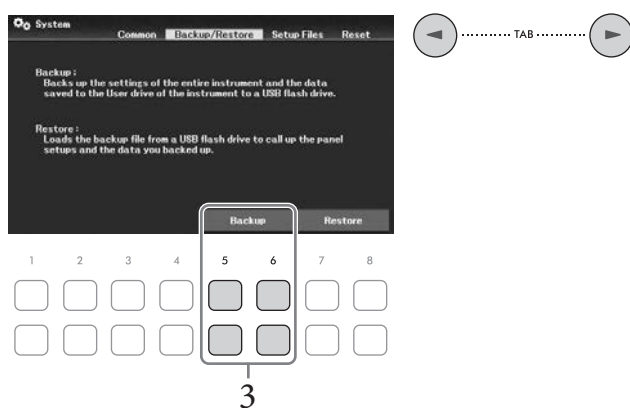 System
Common Backup/Restore Setup Files Reset
TAB
Backup :
Backs up the settings of the entire instrument and the data
saved to the User drive of the instrument to a USB flash drive.
Restore :
Loads the backup file from a USB flash drive to call up the panel
setups and the data you backed up.
Backup Restore
1 2 3 4 5 6 7 8
3